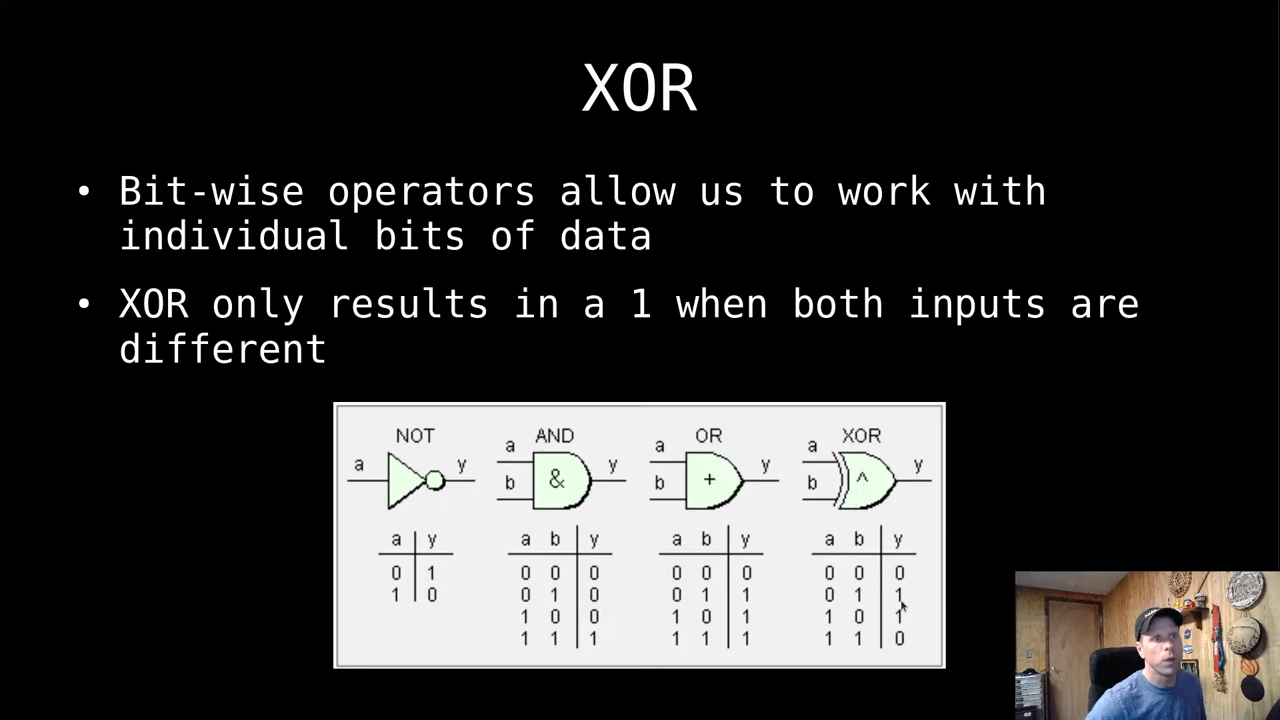 XOR
• Bit-wise operators allow us to work with
individual bits of data
• XOR only results in a 1 when both inputs are
different
NOT AND OR XOR
a y a b y a b y a b y
& + ^
a y a b y a b y a b y
0 1 0 0 0 0 0 0 0 0 0
1 0 0 1 0 0 1 1 0 1 1
1 0 0 1 0 1 1 0 1
1 1 1 1 1 1 1 1 0